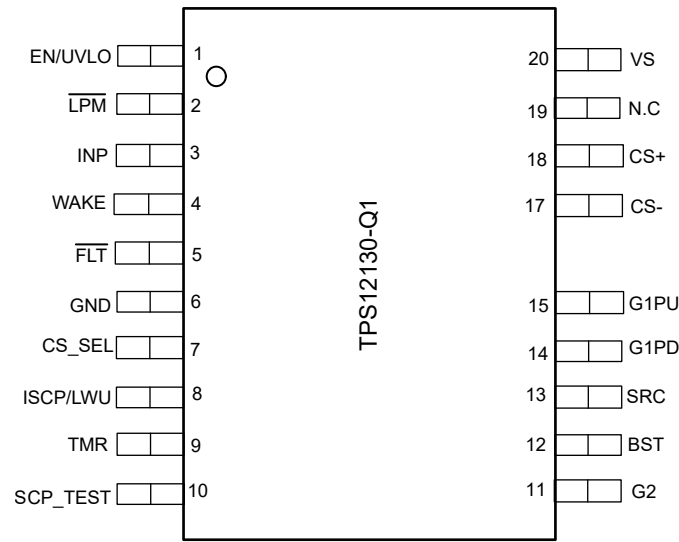 EN/UVLO 1
LPM 2
INP 3
WAKE 4
FLT 5
GND 6
CS_SEL 7
ISCP/LWU 8
TMR 9
SCP_TEST 10
TPS12130-Q1
20 VS
19 N.C
18 CS+
17 CS-
15 G1PU
14 G1PD
13 SRC
12 BST
11 G2